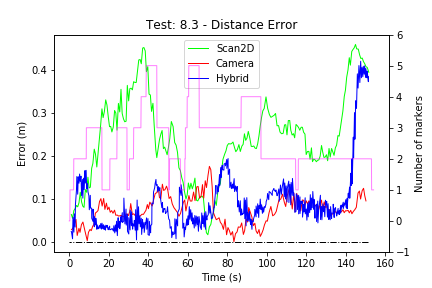 Test: 8.3 - Distance Error
Scan2D
Camera
Hybrid
Error (m)
0.4
0.3
0.2
0.1
0.0
0 20 40 60 80 100 120 140 160
Time (s)
6
5
4
3
2
1
0
−1
Number of markers